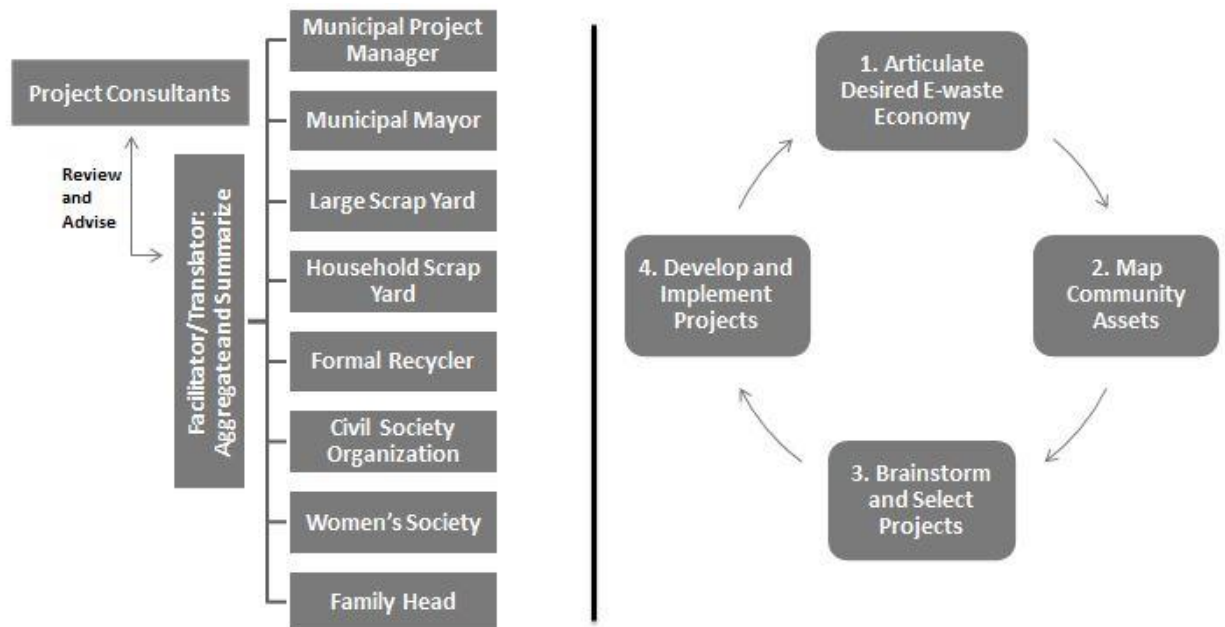 Municipal Project
Manager
Project Consultants
Municipal Mayor
Review
and
Advise
Facilitator/Translator:
Aggregate and Summarize
Large Scrap Yard
Household Scrap
Yard
Formal Recycler
Civil Society
Organization
Women's Society
Family Head
1. Articulate
Desired E-waste
Economy
2. Map
Community
Assets
3. Brainstorm
and Select
Projects
4. Develop and
Implement
Projects